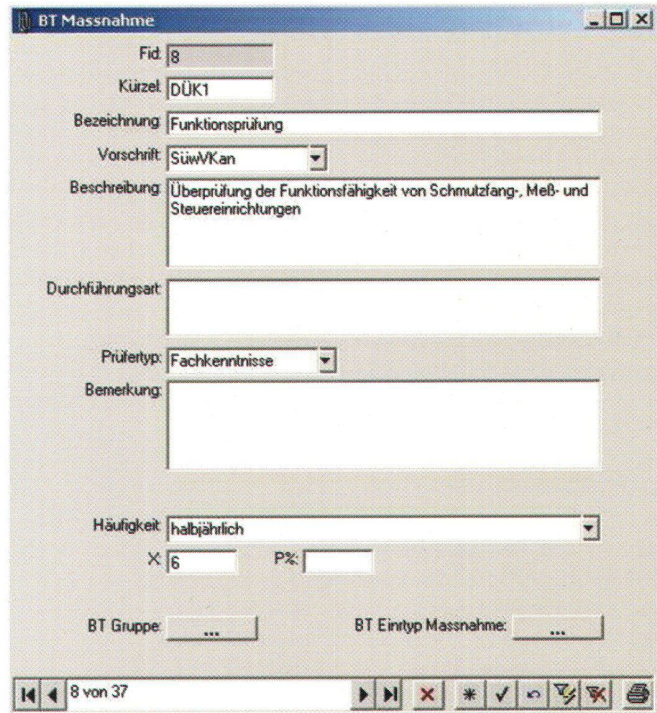 BT Massnahme
Fid: 8
Kürzel: DÜK1
Bezeichnung: Funktionsprüfung
Vorschrift: SüwVKan
Beschreibung: Überprüfung der Funktionsfähigkeit von Schmutzfang-, Meß- und
Steuereinrichtungen
Durchführungsart:
Prüfertyp: Fachkenntnisse
Bemerkung:
Häufigkeit: halbjährlich
X: 6 P%:
BT Gruppe: ... BT Einrtyp Massnahme: ...
8 von 37